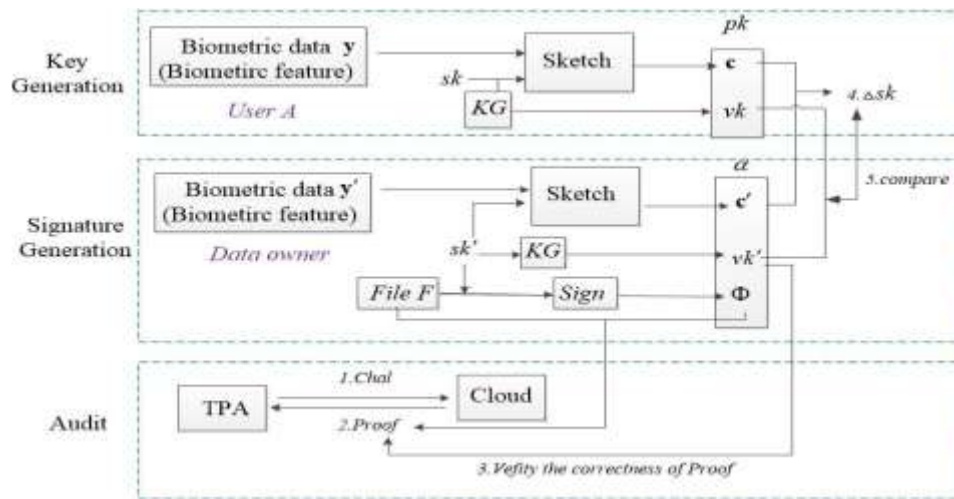 Key
Generation
Biometric data y
(Biometirc feature)
User A
sk
KG
Sketch
pk
c
vk
4.△sk
5.compare
Signature
Generation
Biometric data y'
(Biometirc feature)
Data owner
sk'
KG
Sketch
File F
Sign
α
c'
vk'
Φ
Audit
TPA
1.Chal
2.Proof
Cloud
3.Vefity the correctness of Proof